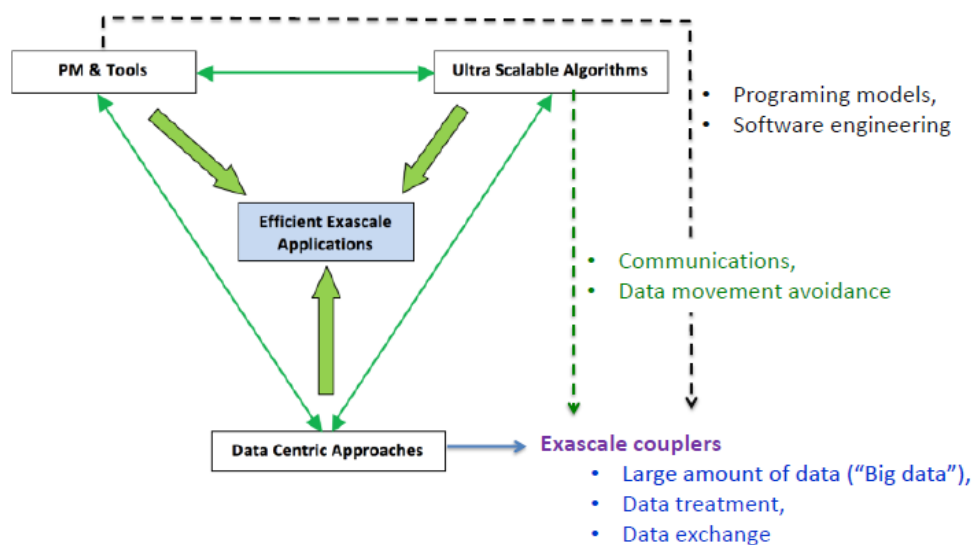 PM & Tools
Ultra Scalable Algorithms
• Programing models,
• Software engineering
Efficient Exascale
Applications
• Communications,
• Data movement avoidance
Data Centric Approaches
Exascale couplers
• Large amount of data (“Big data”),
• Data treatment,
• Data exchange